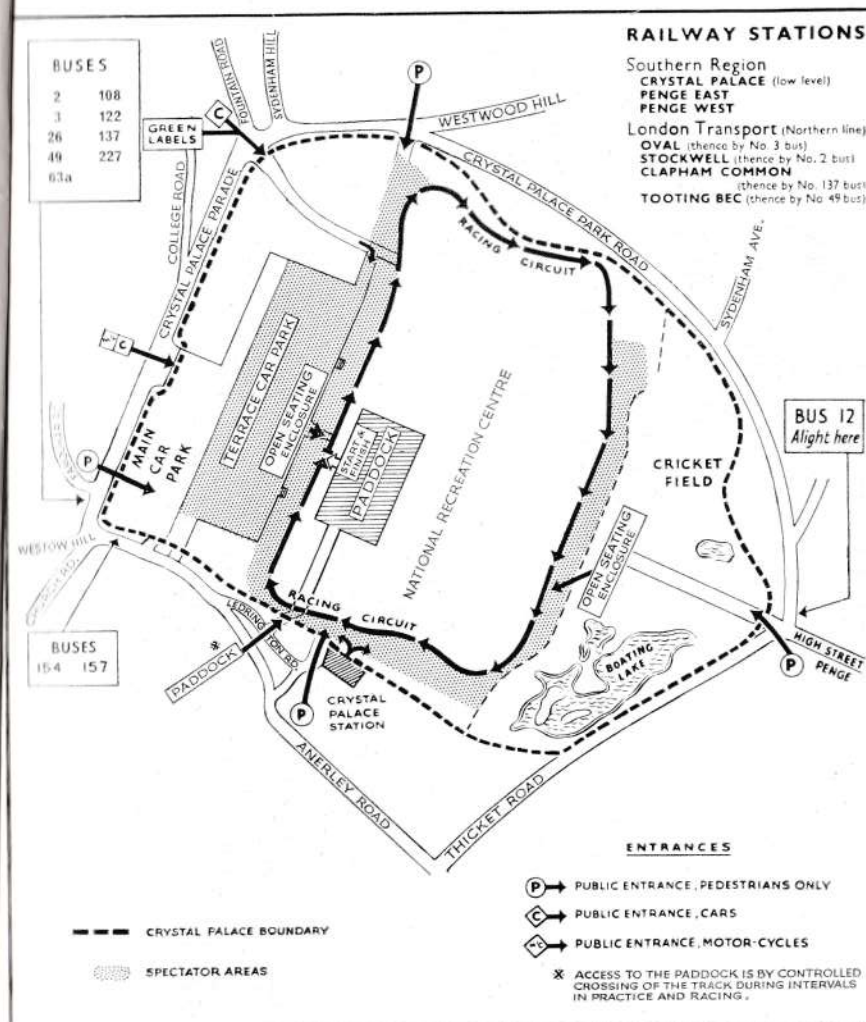 RAILWAY STATIONS
Southern Region
CRYSTAL PALACE (low level)
PENGE EAST
PENGE WEST
London Transport (Northern line)
OVAL (thence by No. 3 bus)
STOCKWELL (thence by No. 2 bus)
CLAPHAM COMMON
(thence by No. 137 bus)
TOOTING BEC (thence by No 49 bus)
BUSES
2 108
3 122
26 137
49 227
63a
GREEN
LABELS
C
FOUNTAIN ROAD
SYDENHAM HILL
P
WESTWOOD HILL
CRYSTAL PALACE PARK ROAD
SYDENHAM AVE.
COLLEGE ROAD
CRYSTAL PALACE PARADE
RACING CIRCUIT
C
TERRACE CAR PARK
OPEN SEATING
ENCLOSURE
START &
FINISH
PADDOCK
NATIONAL RECREATION CENTRE
MAIN
CAR
PARK
P
BUS 12
Alight here
CRICKET
FIELD
OPEN SEATING
ENCLOSURE
WESTOW HILL
CHURCH RD.
BUSES
154 157
RACING CIRCUIT
LEDRINGTON RD.
※ PADDOCK
P
CRYSTAL
PALACE
STATION
BOATING
LAKE
P
HIGH STREET
PENGE
ANERLEY ROAD
THICKET ROAD
ENTRANCES
P PUBLIC ENTRANCE, PEDESTRIANS ONLY
C PUBLIC ENTRANCE, CARS
M/C PUBLIC ENTRANCE, MOTOR-CYCLES
※ ACCESS TO THE PADDOCK IS BY CONTROLLED
CROSSING OF THE TRACK DURING INTERVALS
IN PRACTICE AND RACING.
CRYSTAL PALACE BOUNDARY
SPECTATOR AREAS